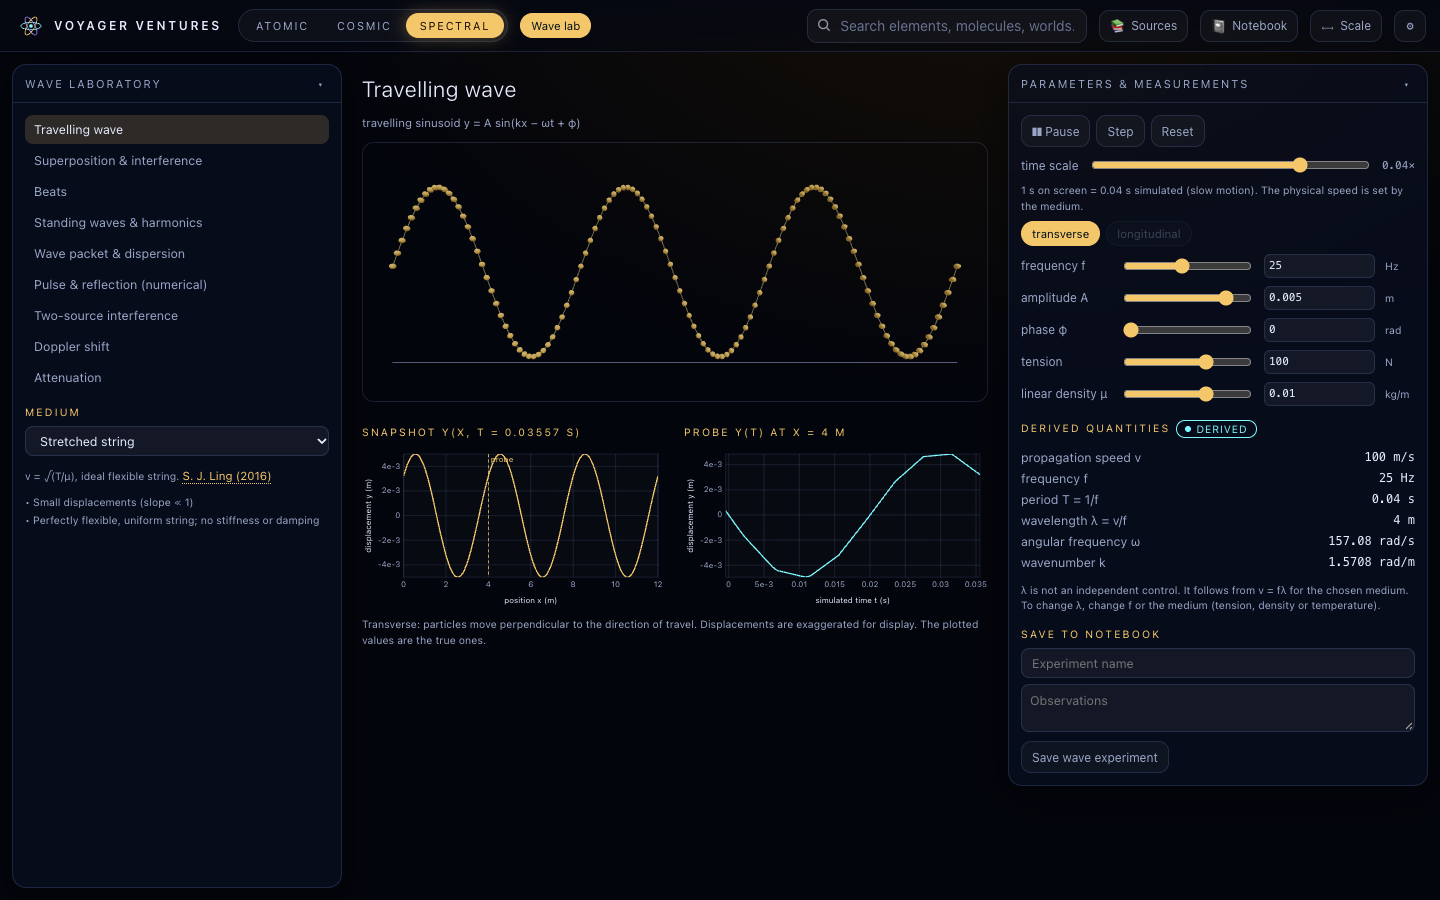 VOYAGER VENTURES
ATOMIC COSMIC SPECTRAL Wave lab
Search elements, molecules, worlds.
Sources Notebook Scale
WAVE LABORATORY
Travelling wave
Superposition & interference
Beats
Standing waves & harmonics
Wave packet & dispersion
Pulse & reflection (numerical)
Two-source interference
Doppler shift
Attenuation
MEDIUM
Stretched string
v = √(T/μ), ideal flexible string. S. J. Ling (2016)
• Small displacements (slope ≪ 1)
• Perfectly flexible, uniform string; no stiffness or damping
Travelling wave
travelling sinusoid y = A sin(kx − ωt + ϕ)
SNAPSHOT Y(X, T = 0.03557 S)
probe
4e-3
2e-3
0
-2e-3
-4e-3
0 2 4 6 8 10 12
displacement y (m)
position x (m)
PROBE Y(T) AT X = 4 M
4e-3
2e-3
0
-2e-3
-4e-3
0 5e-3 0.01 0.015 0.02 0.025 0.03 0.035
displacement y (m)
simulated time t (s)
Transverse: particles move perpendicular to the direction of travel. Displacements are exaggerated for display. The plotted
values are the true ones.
PARAMETERS & MEASUREMENTS
Pause Step Reset
time scale 0.04×
1 s on screen = 0.04 s simulated (slow motion). The physical speed is set by
the medium.
transverse longitudinal
frequency f 25 Hz
amplitude A 0.005 m
phase ϕ 0 rad
tension 100 N
linear density μ 0.01 kg/m
DERIVED QUANTITIES DERIVED
propagation speed v 100 m/s
frequency f 25 Hz
period T = 1/f 0.04 s
wavelength λ = v/f 4 m
angular frequency ω 157.08 rad/s
wavenumber k 1.5708 rad/m
λ is not an independent control. It follows from v = fλ for the chosen medium.
To change λ, change f or the medium (tension, density or temperature).
SAVE TO NOTEBOOK
Experiment name
Observations
Save wave experiment